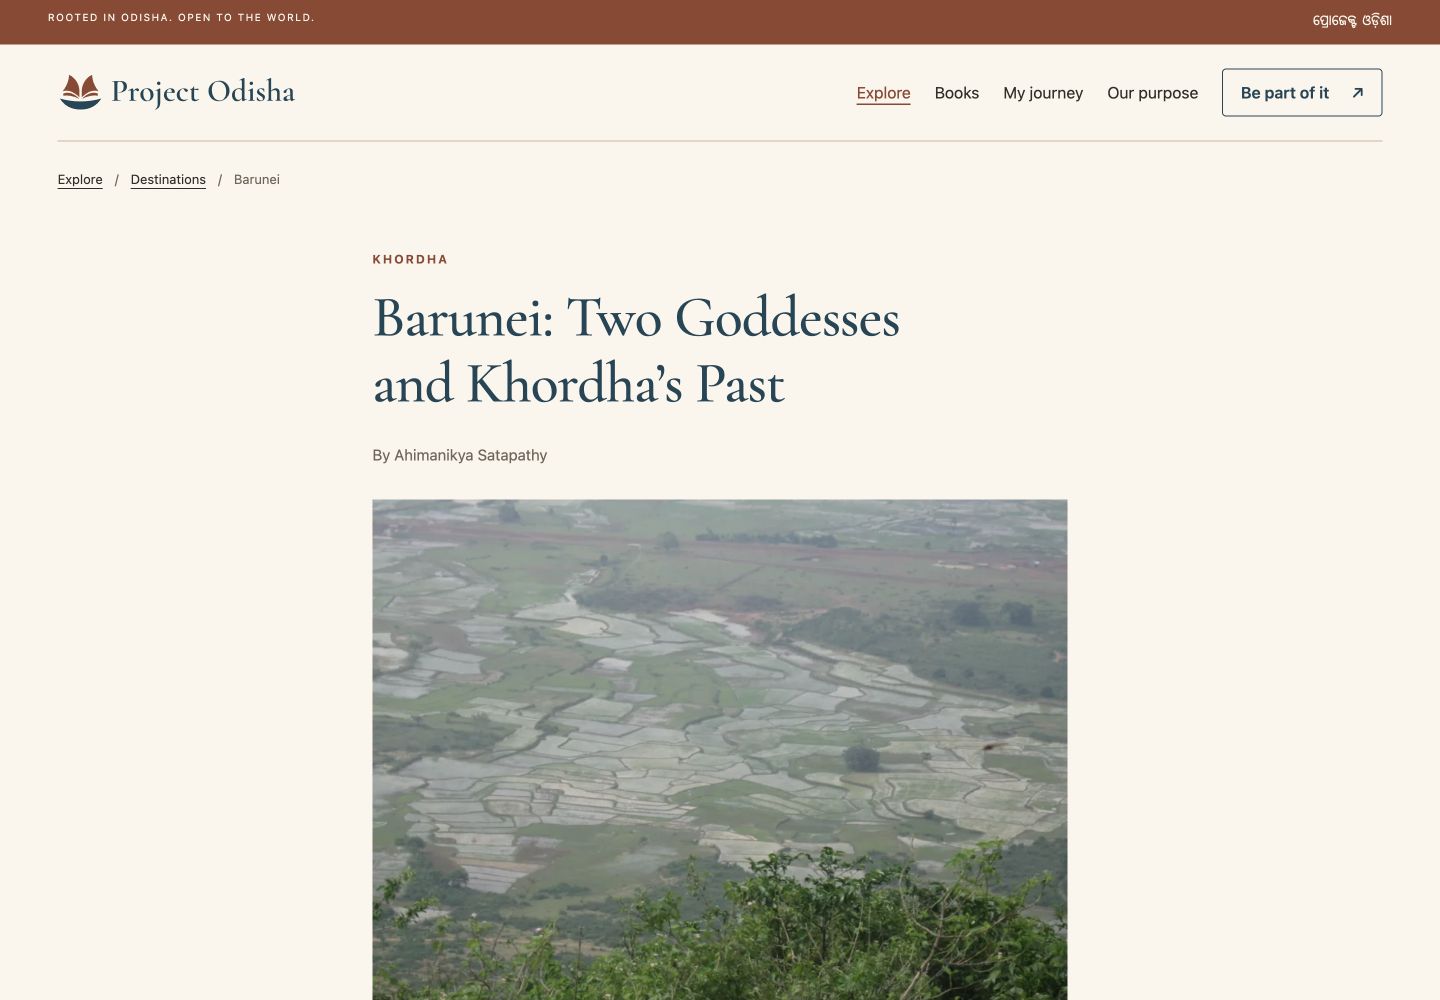 ROOTED IN ODISHA. OPEN TO THE WORLD.
ପ୍ରୋଜେକ୍ଟ ଓଡ଼ିଶା
Project Odisha
Explore
Books
My journey
Our purpose
Be part of it
Explore / Destinations / Barunei
KHORDHA
Barunei: Two Goddesses
and Khordha’s Past
By Ahimanikya Satapathy